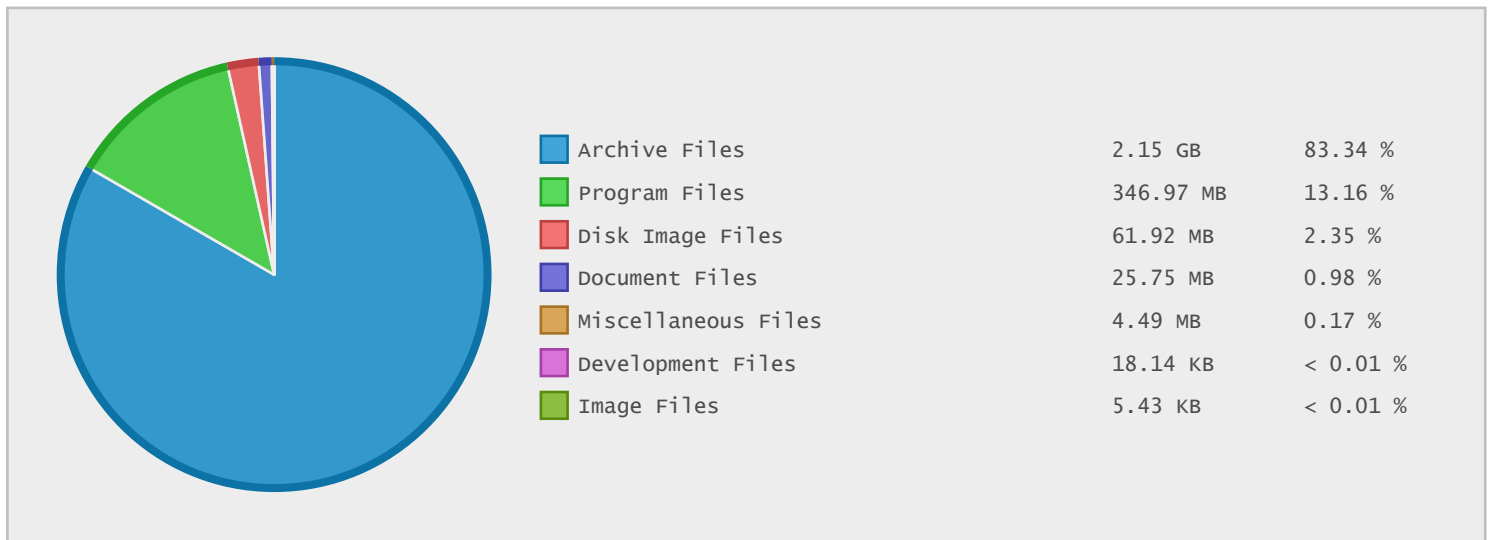 Archive Files 2.15 GB 83.34 %
Program Files 346.97 MB 13.16 %
Disk Image Files 61.92 MB 2.35 %
Document Files 25.75 MB 0.98 %
Miscellaneous Files 4.49 MB 0.17 %
Development Files 18.14 KB < 0.01 %
Image Files 5.43 KB < 0.01 %